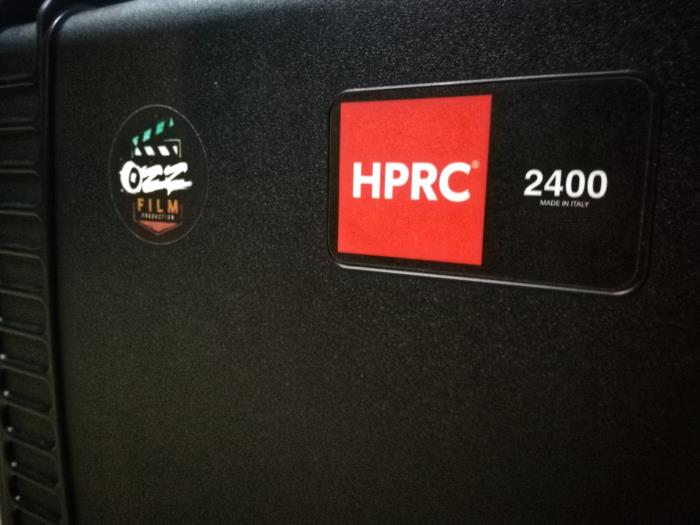 OZZ
FILM
PRODUCTION
HPRC®
2400
MADE IN ITALY